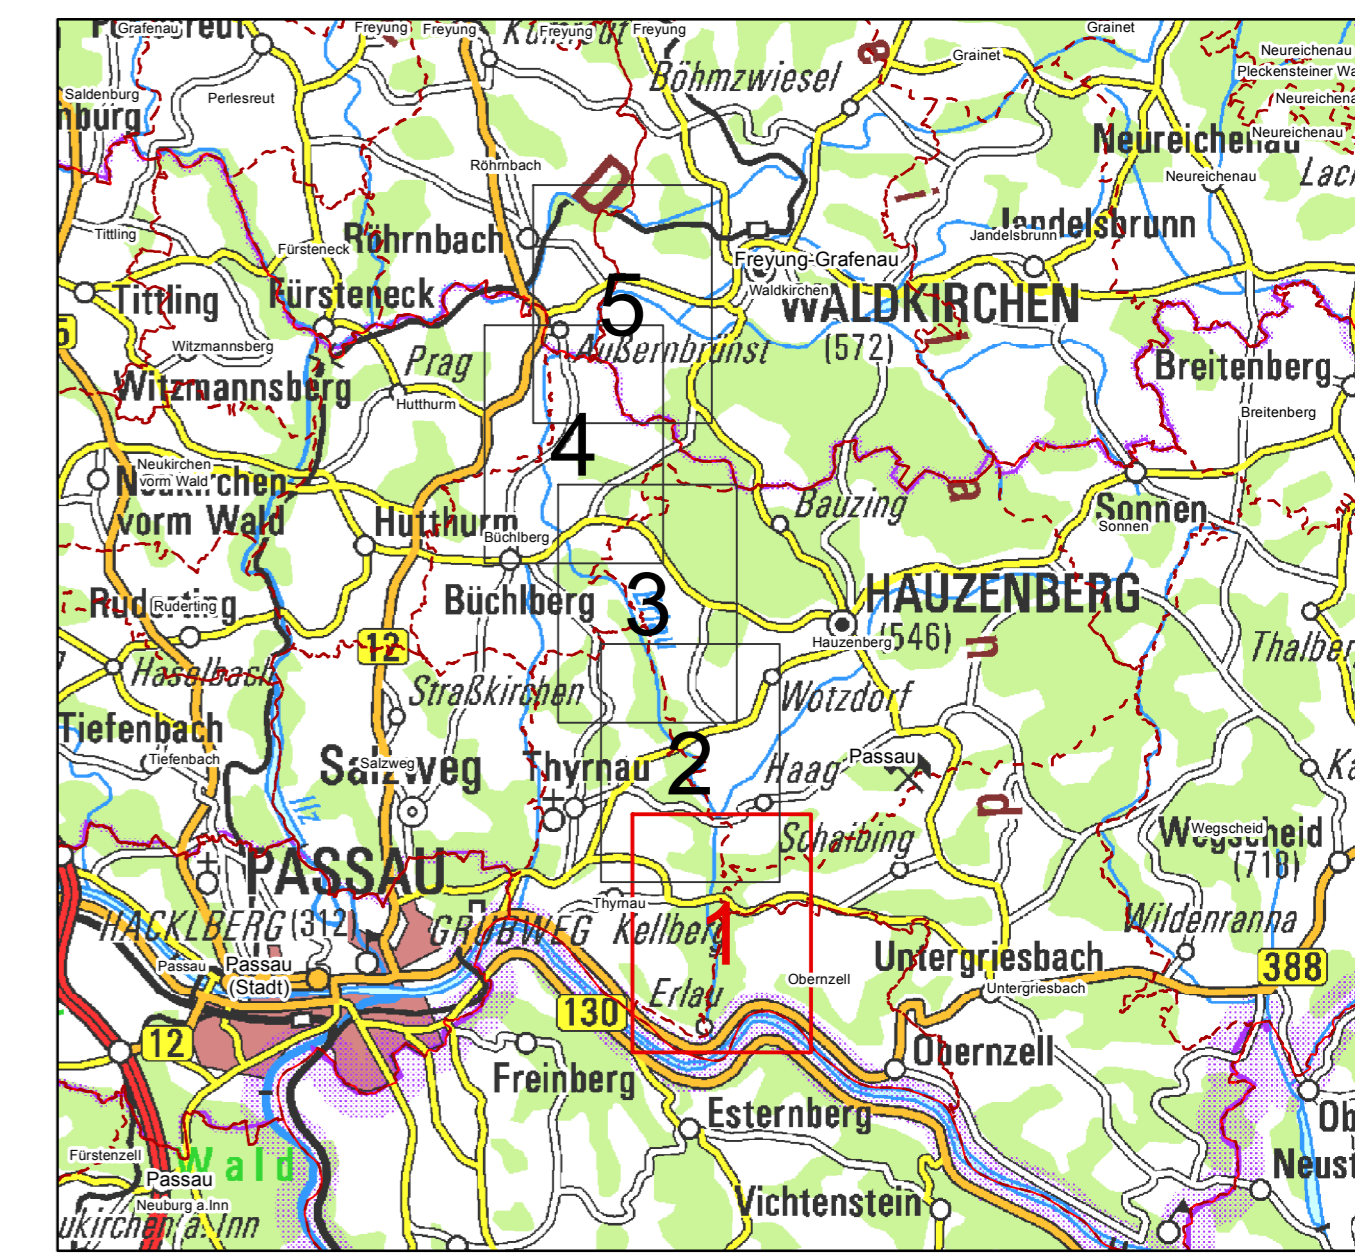 Grafenau
Freyung
Freyung
Freyung
Freyung
Grainet
Grainet
Neureichenau
Böhmzwiesel
Saldenburg
Perlesreut
Neureichenau
Neureichenau
Neureichenau
Röhrnbach
Tittling
Fürsteneck
Röhrnbach
Jandelsbrunn
Jandelsbrunn
Freyung-Grafenau
Waldkirchen
WALDKIRCHEN
(572)
Tittling
Fürsteneck
5
Außernbrünst
Witzmannsberg
Witzmannsberg
Prag
Hutthurm
Breitenberg
Breitenberg
4
Neukirchen
vorm Wald
Neukirchen
vorm Wald
Hutthurm
Büchlberg
Bauzing
Sonnen
Sonnen
Ruderting
Ruderting
Büchlberg
3
HAUZENBERG
Hauzenberg
(546)
12
Haselbach
Straßkirchen
Wotzdorf
Tiefenbach
Tiefenbach
Salzweg
Salzweg
Thyrnau
2
Haag
Passau
Ilz
Schaibing
Wegscheid
Wegscheid
(718)
PASSAU
HACKLBERG
(312)
GRUBWEG
Thyrnau
Kellberg
1
Wildenranna
Passau
Passau
(Stadt)
Untergriesbach
Untergriesbach
388
Obernzell
Erlau
130
12
Obernzell
Freinberg
Esternberg
Fürstenzell
Wald
Passau
Neuburg a.Inn
Vichtenstein
D
a
i
l
a
n
d